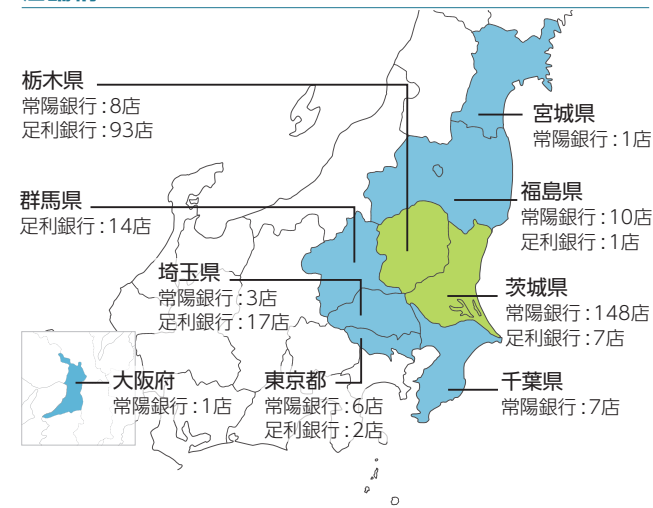 栃木県
常陽銀行：8店
足利銀行：93店
宮城県
常陽銀行：1店
群馬県
足利銀行：14店
福島県
常陽銀行：10店
足利銀行：1店
埼玉県
常陽銀行：3店
足利銀行：17店
茨城県
常陽銀行：148店
足利銀行：7店
大阪府
常陽銀行：1店
東京都
常陽銀行：6店
足利銀行：2店
千葉県
常陽銀行：7店